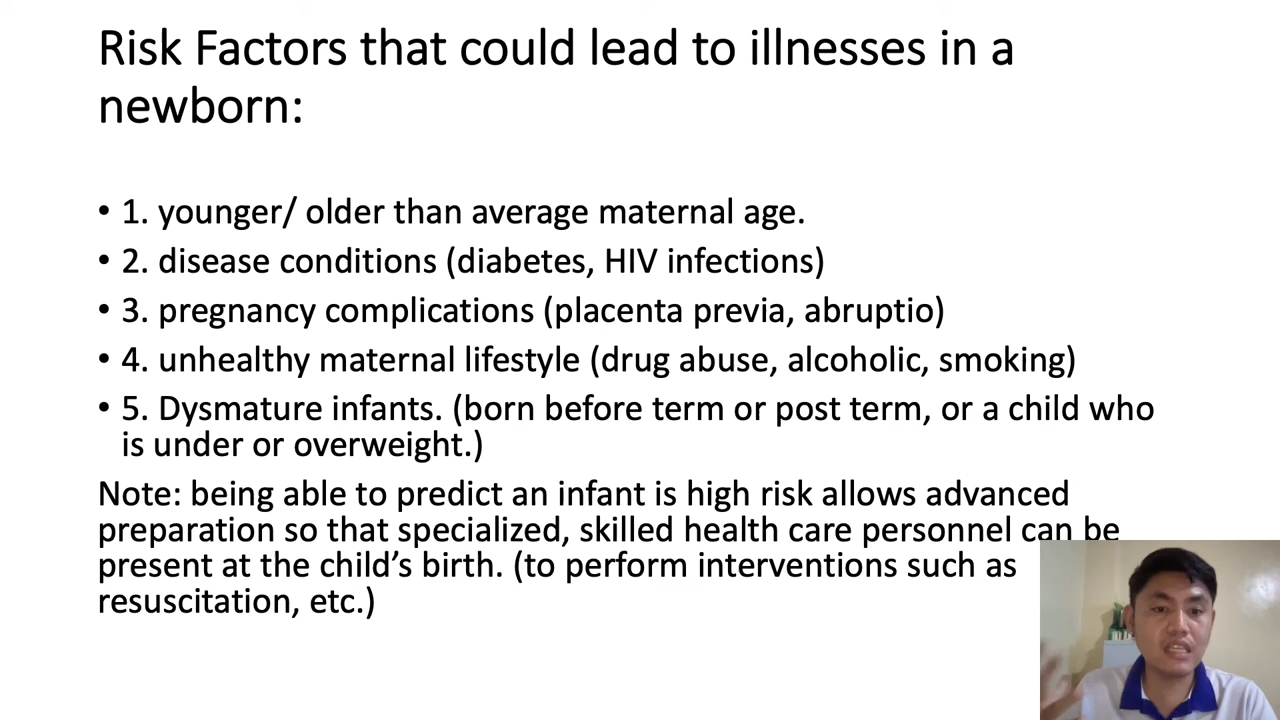 Risk Factors that could lead to illnesses in a
newborn:
• 1. younger/ older than average maternal age.
• 2. disease conditions (diabetes, HIV infections)
• 3. pregnancy complications (placenta previa, abruptio)
• 4. unhealthy maternal lifestyle (drug abuse, alcoholic, smoking)
• 5. Dysmature infants. (born before term or post term, or a child who
is under or overweight.)
Note: being able to predict an infant is high risk allows advanced
preparation so that specialized, skilled health care personnel can be
present at the child’s birth. (to perform interventions such as
resuscitation, etc.)